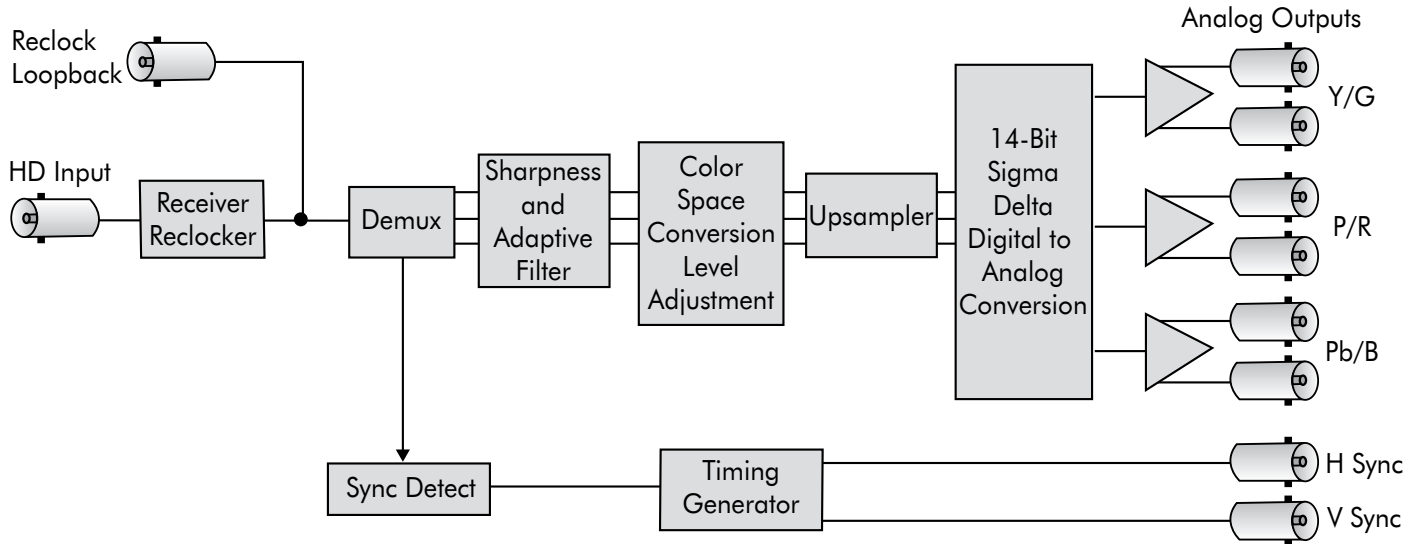 Analog Outputs
Reclock
Loopback
Y/G
HD Input
Receiver
Reclocker
Demux
Sharpness
and
Adaptive
Filter
Color
Space
Conversion
Level
Adjustment
Upsampler
14-Bit
Sigma
Delta
Digital to
Analog
Conversion
P/R
Pb/B
Sync Detect
Timing
Generator
H Sync
V Sync